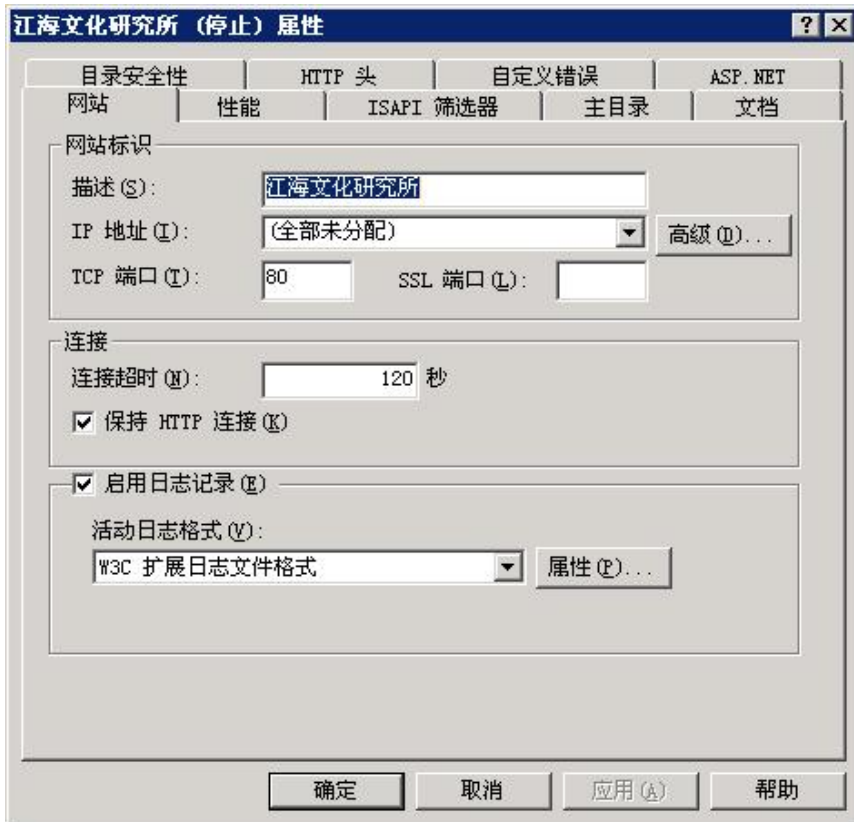 江海文化研究所 (停止) 属性
目录安全性 HTTP 头 自定义错误 ASP.NET
网站 性能 ISAPI 筛选器 主目录 文档
网站标识
描述(S): 江海文化研究所
IP 地址(I): (全部未分配) 高级(D)...
TCP 端口(T): 80 SSL 端口(L):
连接
连接超时(N): 120 秒
保持 HTTP 连接(K)
启用日志记录(E)
活动日志格式(V):
W3C 扩展日志文件格式 属性(P)...
确定 取消 应用(A) 帮助